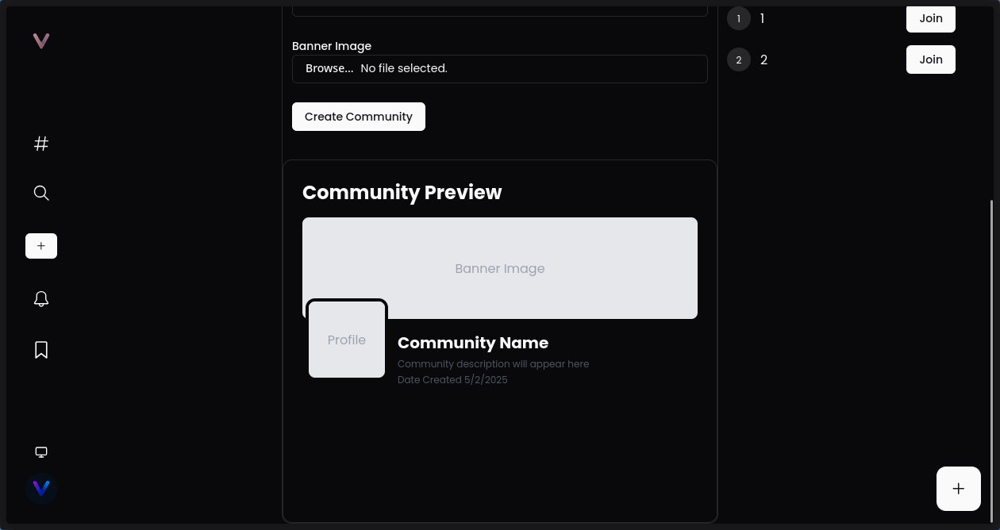 Banner Image
Browse... No file selected.
Create Community
Community Preview
Banner Image
Profile
Community Name
Community description will appear here
Date Created 5/2/2025
1 1 Join
2 2 Join